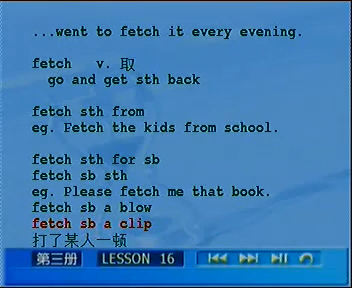 ...went to fetch it every evening.
fetch v. 取
go and get sth back
fetch sth from
eg. Fetch the kids from school.
fetch sth for sb
fetch sb sth
eg. Please fetch me that book.
fetch sb a blow
fetch sb a clip
打了某人一顿
第三册 LESSON 16